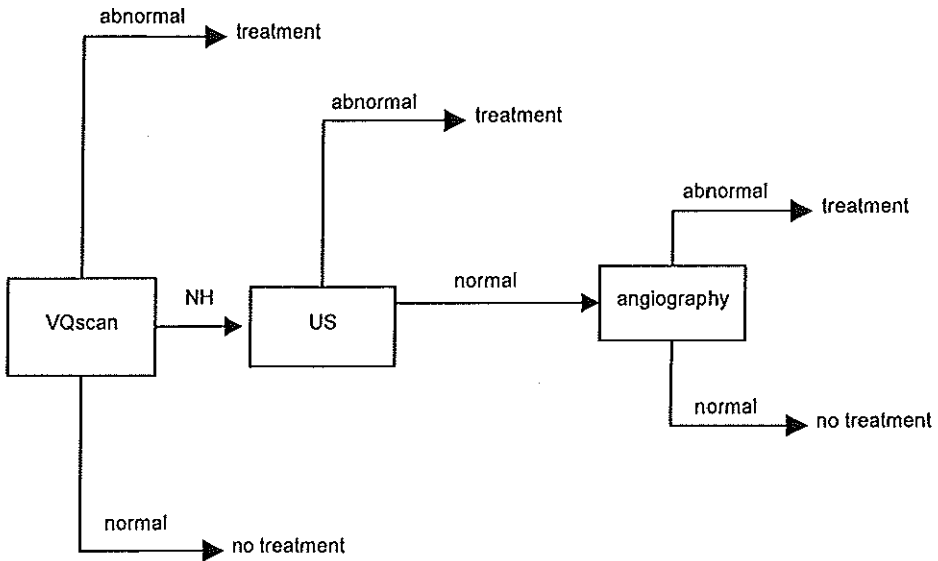 abnormal
treatment
abnormal
treatment
abnormal
treatment
normal
NH
VQscan
US
angiography
normal
no treatment
normal
no treatment